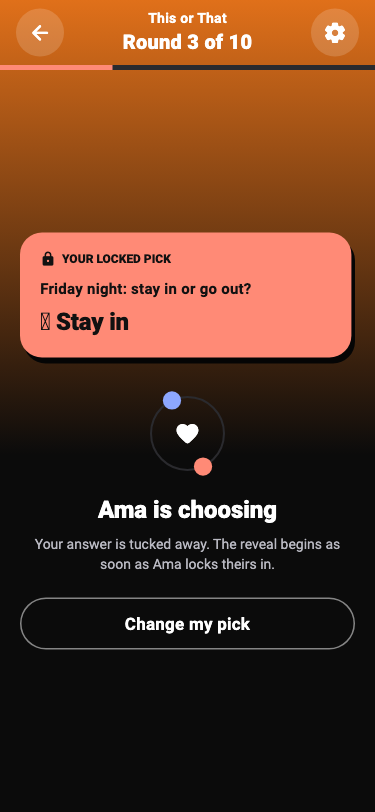 This or That
Round 3 of 10
YOUR LOCKED PICK
Friday night: stay in or go out?
Stay in
Ama is choosing
Your answer is tucked away. The reveal begins as
soon as Ama locks theirs in.
Change my pick